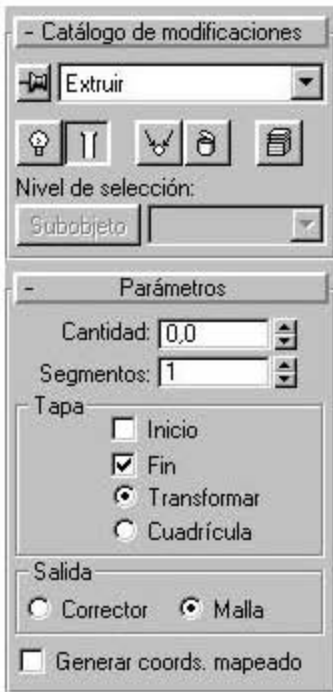 - Catálogo de modificaciones
Extruir
Nivel de selección:
Subobjeto
- Parámetros
Cantidad: 0,0
Segmentos: 1
Tapa
Inicio
Fin
Transformar
Cuadrícula
Salida
Corrector Malla
Generar coords. mapeado